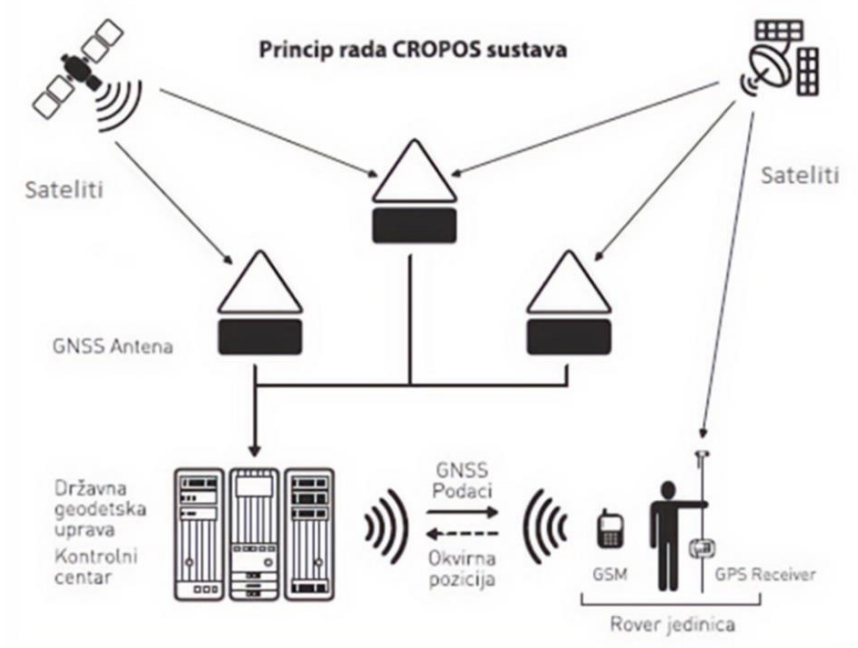 Princip rada CROPOS sustava
Sateliti
Sateliti
GNSS Antena
Državna
geodetska
uprava
Kontrolni
centar
GNSS
Podaci
Okvirna
pozicija
GSM
GPS Receiver
Rover jedinica